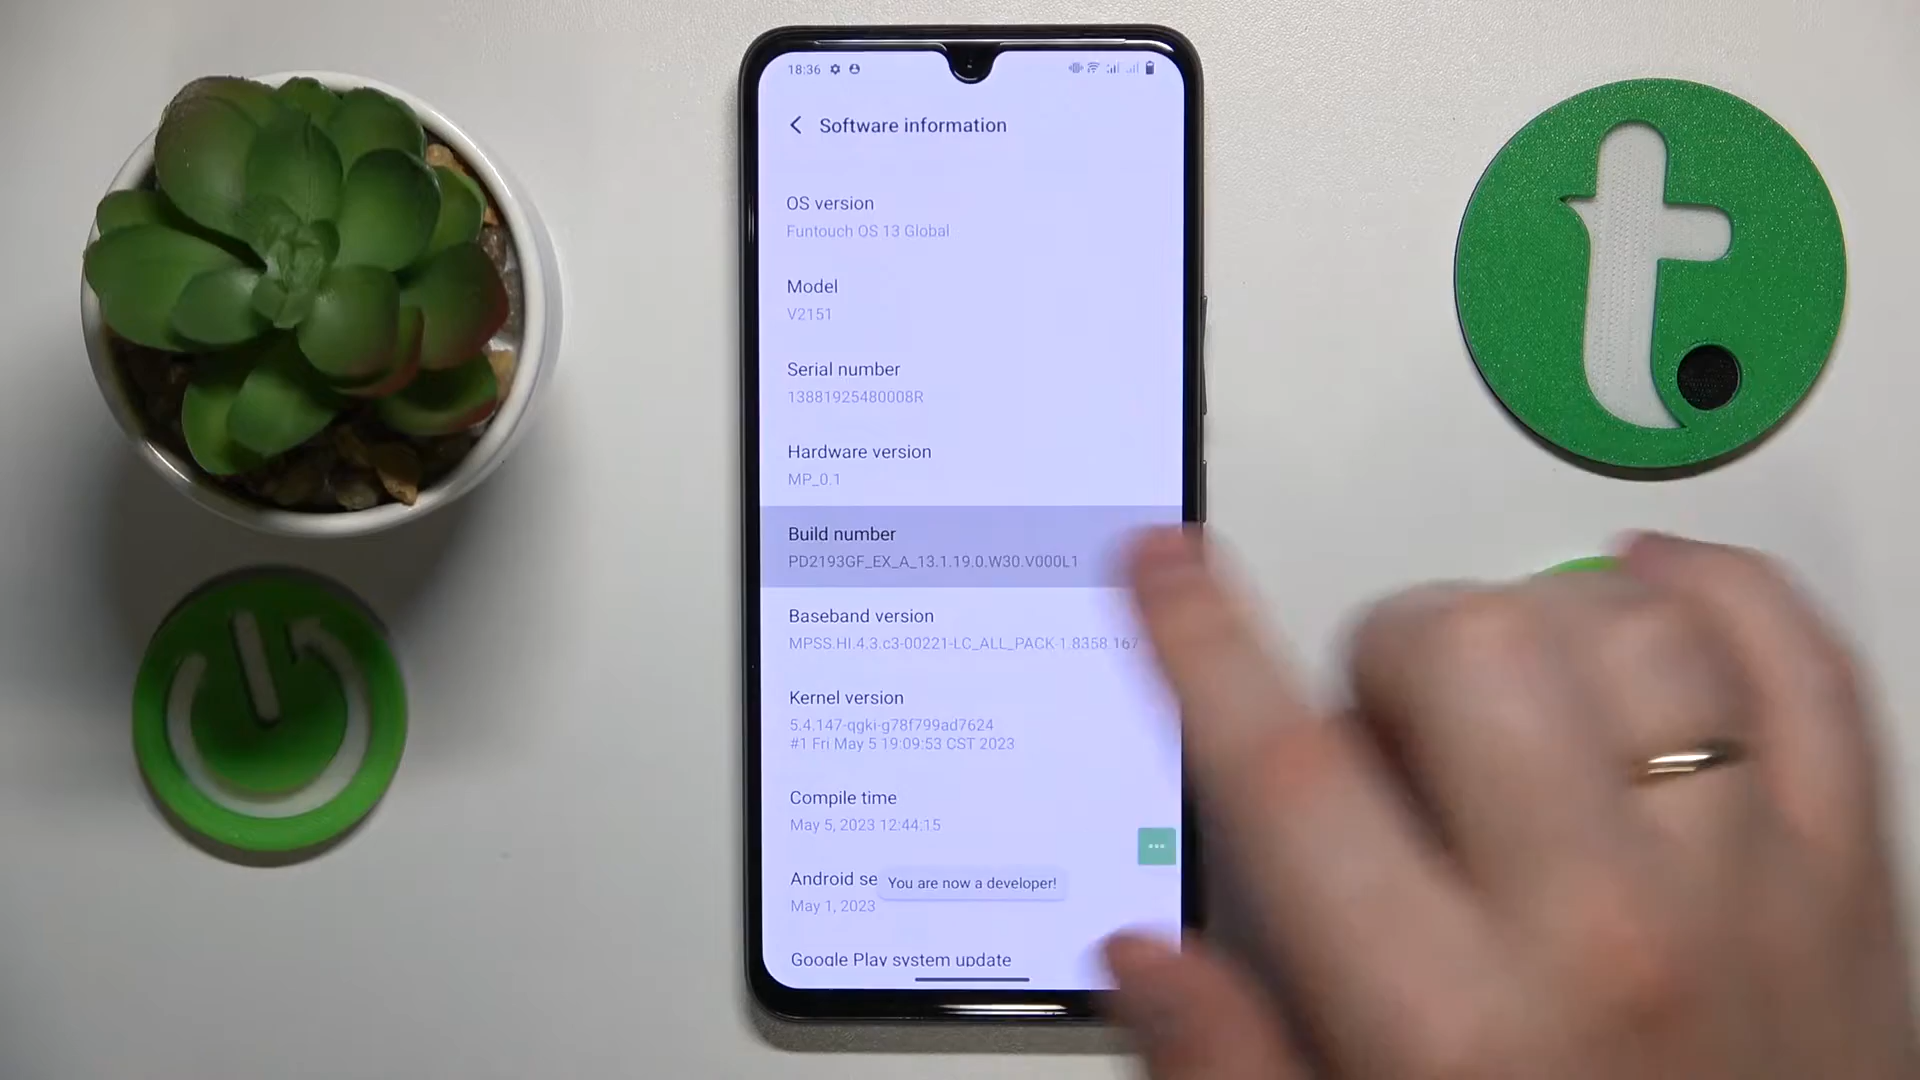 18:36
Software information
OS version
Funtouch OS 13 Global
Model
V2151
Serial number
13881925480008R
Hardware version
MP_0.1
Build number
PD2193GF_EX_A_13.1.19.0.W30.V000L1
Baseband version
MPSS.HI.4.3.c3-00221-LC_ALL_PACK-1.8358.167
Kernel version
5.4.147-qgki-g78f799ad7624
#1 Fri May 5 19:09:53 CST 2023
Compile time
May 5, 2023 12:44:15
Android se
You are now a developer!
May 1, 2023
Google Play system update
t